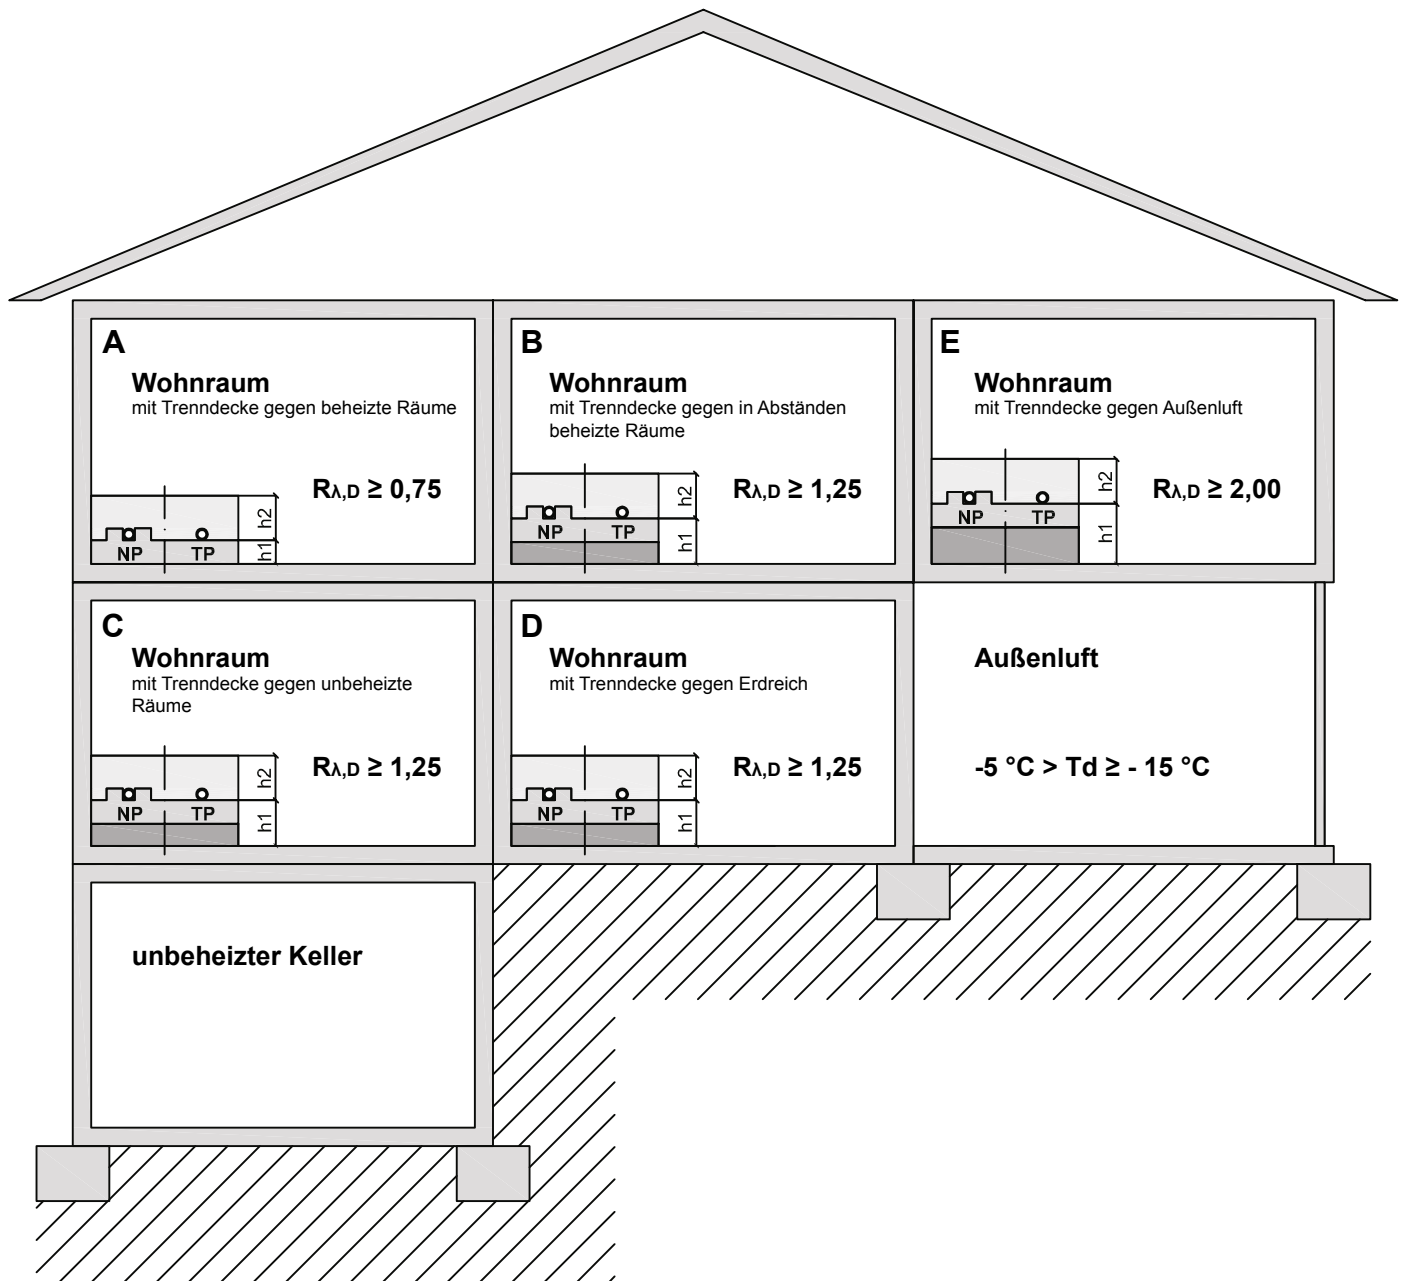 A
Wohnraum
mit Trenndecke gegen beheizte Räume
Rλ,D ≥ 0,75
h2
h1
NP
TP
B
Wohnraum
mit Trenndecke gegen in Abständen
beheizte Räume
Rλ,D ≥ 1,25
h2
h1
NP
TP
E
Wohnraum
mit Trenndecke gegen Außenluft
Rλ,D ≥ 2,00
h2
h1
NP
TP
C
Wohnraum
mit Trenndecke gegen unbeheizte
Räume
Rλ,D ≥ 1,25
h2
h1
NP
TP
D
Wohnraum
mit Trenndecke gegen Erdreich
Rλ,D ≥ 1,25
h2
h1
NP
TP
Außenluft
-5 °C > Td ≥ - 15 °C
unbeheizter Keller